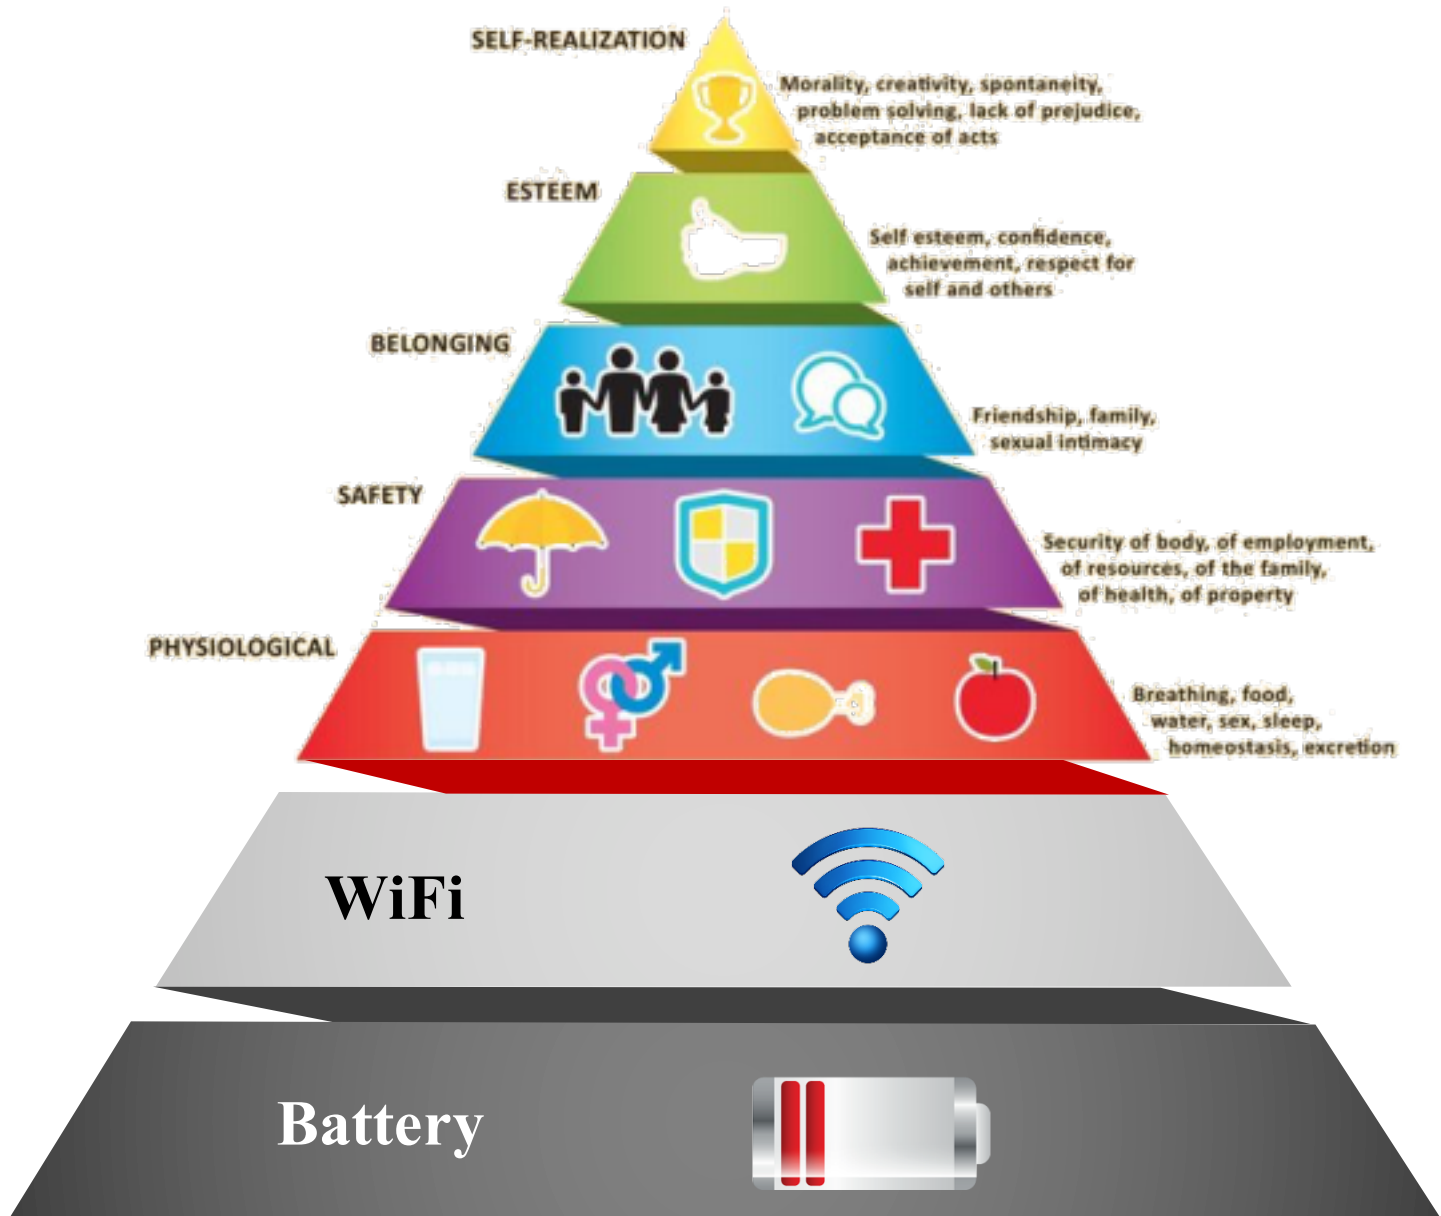 SELF-REALIZATION
Morality, creativity, spontaneity,
problem solving, lack of prejudice,
acceptance of acts
ESTEEM
Self esteem, confidence,
achievement, respect for
self and others
BELONGING
Friendship, family,
sexual intimacy
SAFETY
Security of body, of employment,
of resources, of the family,
of health, of property
PHYSIOLOGICAL
Breathing, food,
water, sex, sleep,
homeostasis, excretion
WiFi
Battery